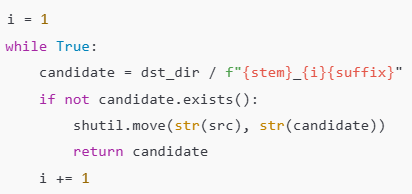 i = 1
while True:
    candidate = dst_dir / f"{stem}_{i}{suffix}"
    if not candidate.exists():
        shutil.move(str(src), str(candidate))
        return candidate
    i += 1